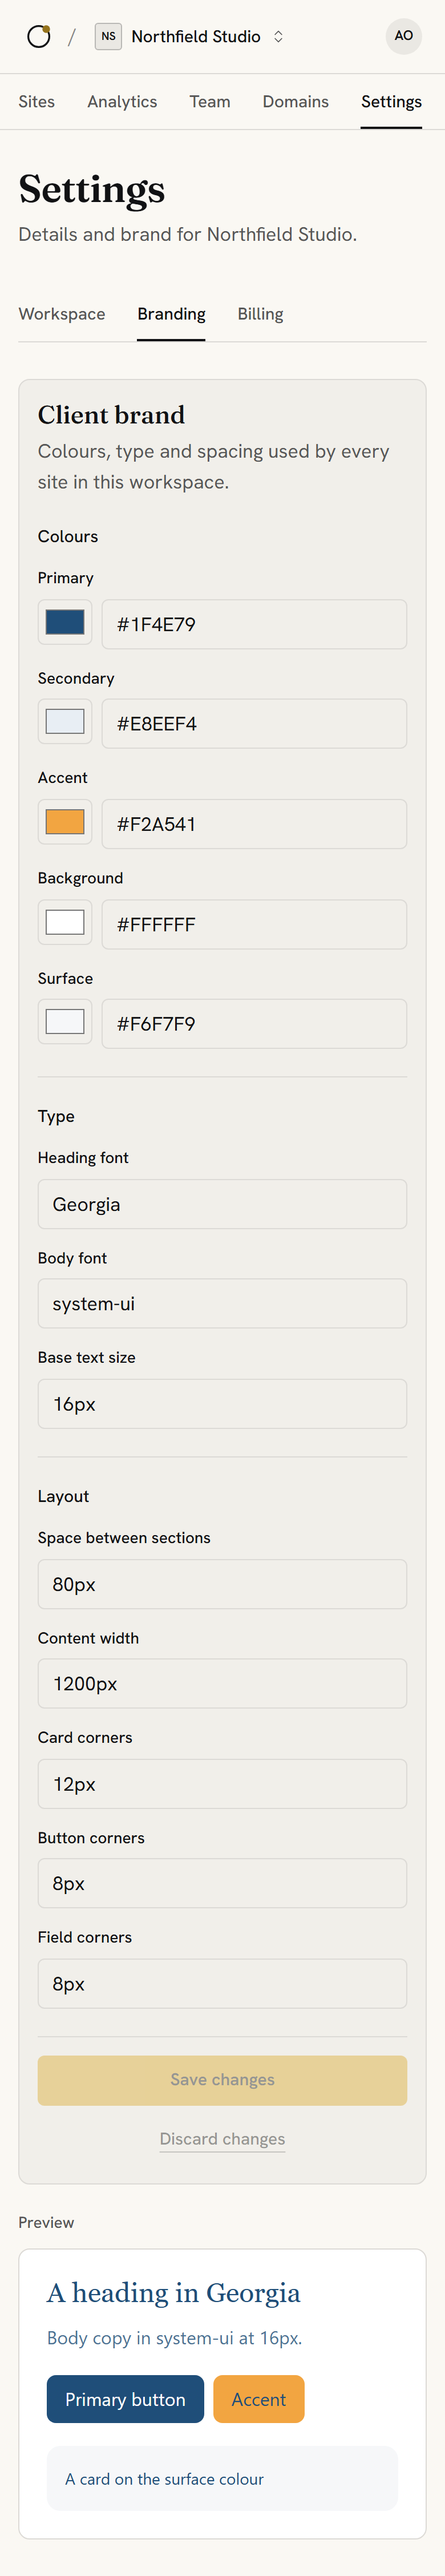 / NS Northfield Studio AO
Sites Analytics Team Domains Settings
Settings
Details and brand for Northfield Studio.
Workspace Branding Billing
Client brand
Colours, type and spacing used by every
site in this workspace.
Colours
Primary
#1F4E79
Secondary
#E8EEF4
Accent
#F2A541
Background
#FFFFFF
Surface
#F6F7F9
Type
Heading font
Georgia
Body font
system-ui
Base text size
16px
Layout
Space between sections
80px
Content width
1200px
Card corners
12px
Button corners
8px
Field corners
8px
Save changes
Discard changes
Preview
A heading in Georgia
Body copy in system-ui at 16px.
Primary button Accent
A card on the surface colour